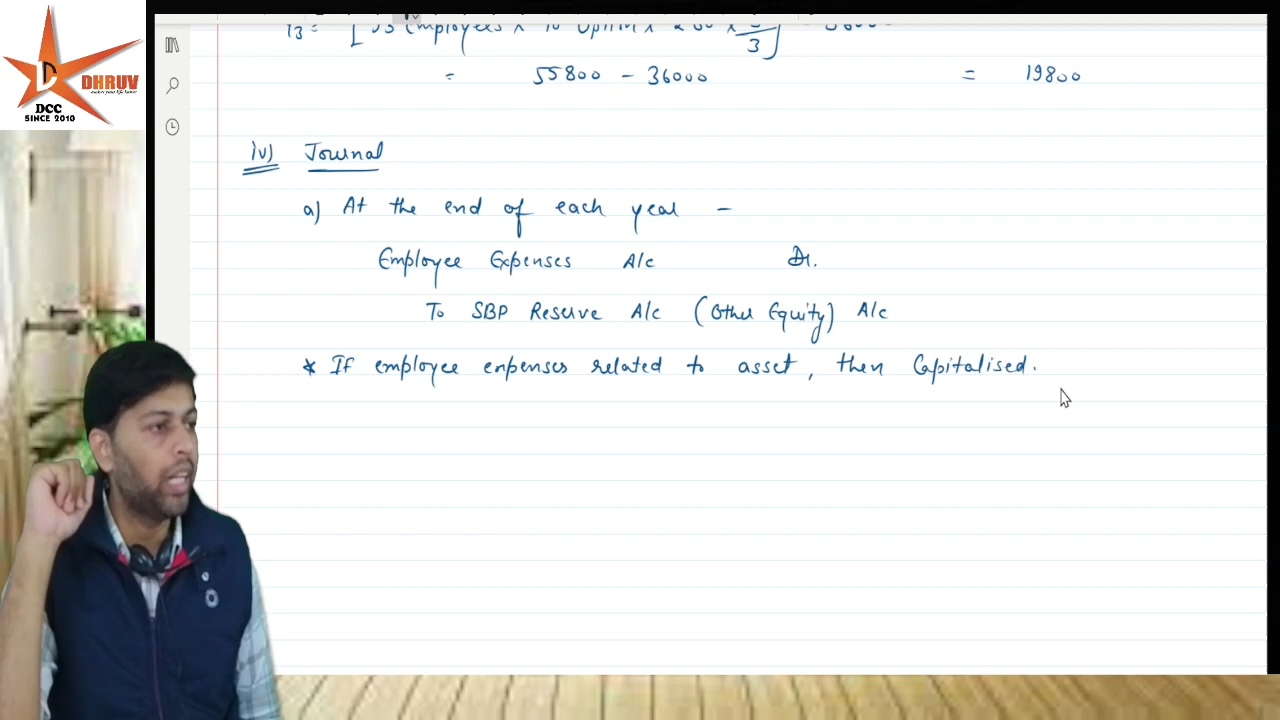 D
DHRUV
DCC
SINCE 2010
= 55800 - 36000 = 19800
iv) Journal
a) At the end of each year -
Employee Expenses A/c Dr.
To SBP Reserve A/c (Other Equity) A/c
* If employee enpenses related to asset, then Capitalised.